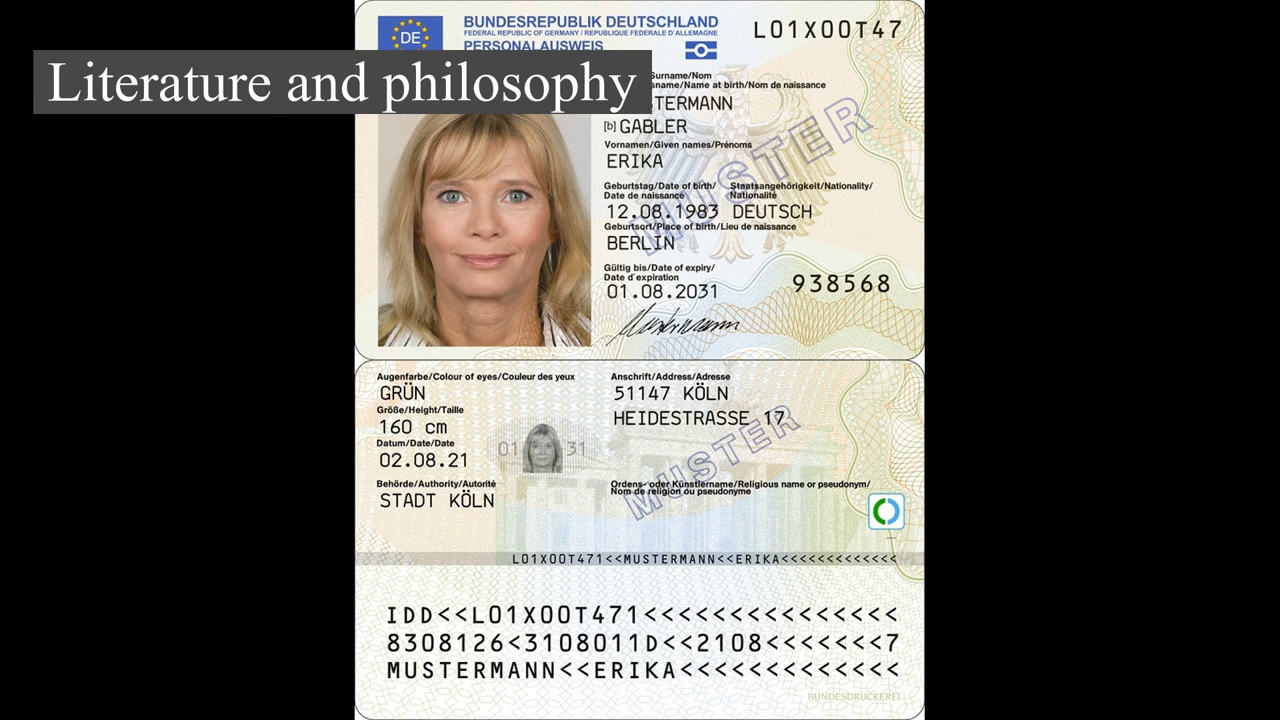 DE
BUNDESREPUBLIK DEUTSCHLAND
FEDERAL REPUBLIC OF GERMANY / REPUBLIQUE FEDERALE D'ALLEMAGNE
PERSONALAUSWEIS
L01X00T47
Literature and philosophy
Surname/Nom
sname/Name at birth/Nom de naissance
STERMANN
[b] GABLER
Vornamen/Given names/Prénoms
ERIKA
Geburtstag/Date of birth/
Date de naissance
Staatsangehörigkeit/Nationality/
Nationalité
12.08.1983 DEUTSCH
Geburtsort/Place of birth/Lieu de naissance
BERLIN
Gültig bis/Date of expiry/
Date d'expiration
01.08.2031
938568
Mustermann
MUSTER
Augenfarbe/Colour of eyes/Couleur des yeux
GRÜN
Größe/Height/Taille
160 cm
Datum/Date/Date
02.08.21
Behörde/Authority/Autorité
STADT KÖLN
01 31
Anschrift/Address/Adresse
51147 KÖLN
HEIDESTRASSE 17
MUSTER
Ordens- oder Künstlername/Religious name or pseudonym/
Nom de religion ou pseudonyme
L01X00T471<<MUSTERMANN<<ERIKA<<<<<<<<<<<<<
IDD<<L01X00T471<<<<<<<<<<<<<<<
8308126<3108011D<<2108<<<<<<<7
MUSTERMANN<<ERIKA<<<<<<<<<<<<<
BUNDESDRUCKEREI